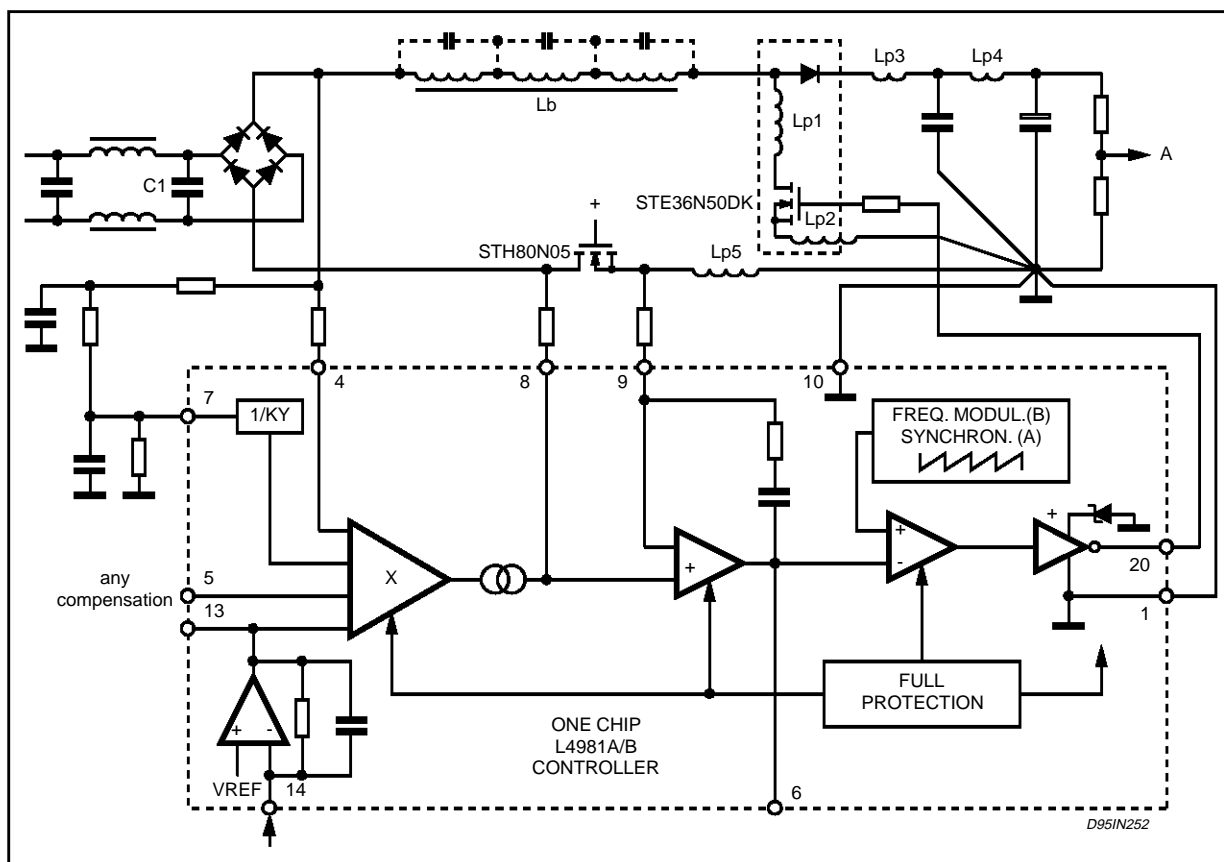 Lp3
Lp4
Lb
Lp1
C1
A
STE36N50DK
Lp2
+
STH80N05
Lp5
4
8
9
10
7
1/KY
FREQ. MODUL.(B)
SYNCHRON. (A)
+
+
-
X
+
20
any
compensation
5
13
1
FULL
PROTECTION
+
-
ONE CHIP
L4981A/B
CONTROLLER
VREF
14
6
D95IN252